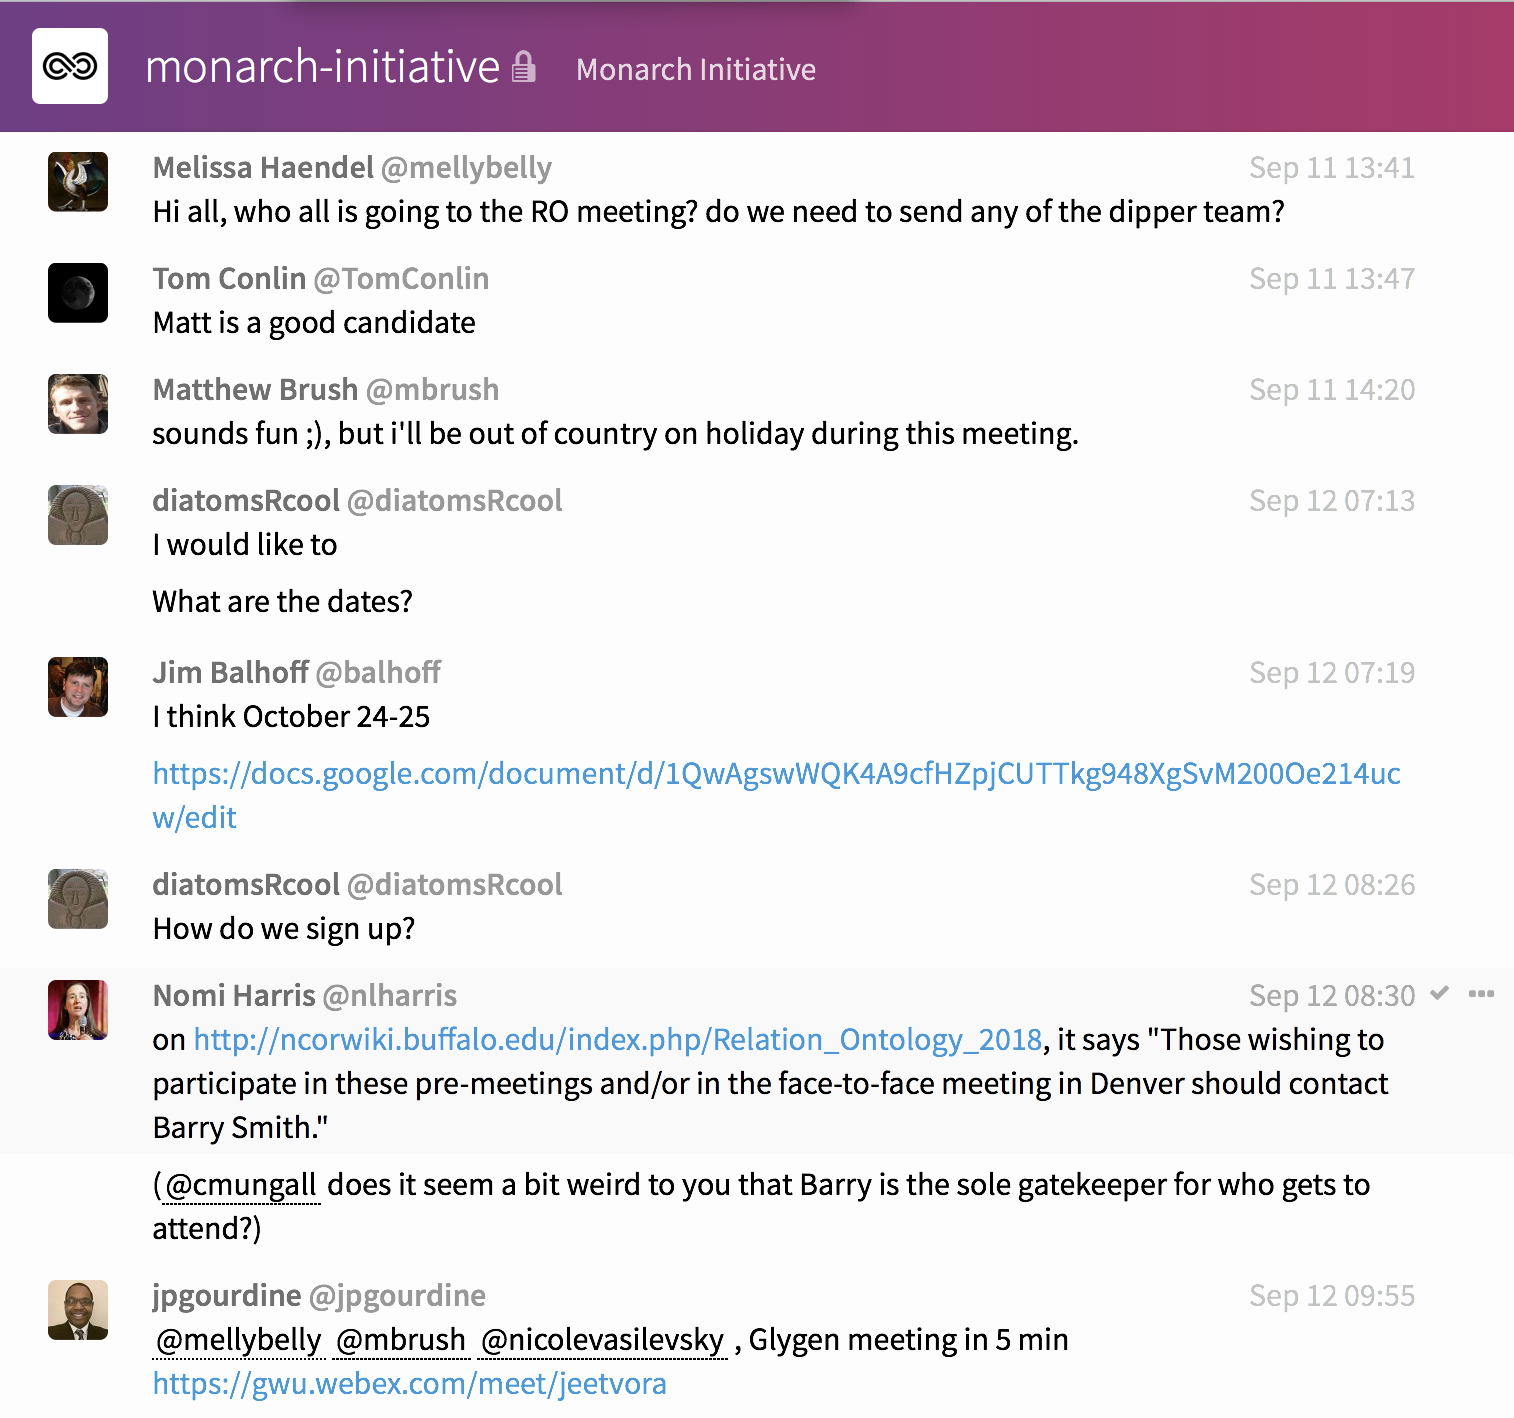 monarch-initiative Monarch Initiative
Melissa Haendel @mellybelly Sep 11 13:41
Hi all, who all is going to the RO meeting? do we need to send any of the dipper team?
Tom Conlin @TomConlin Sep 11 13:47
Matt is a good candidate
Matthew Brush @mbrush Sep 11 14:20
sounds fun ;), but i'll be out of country on holiday during this meeting.
diatomsRcool @diatomsRcool Sep 12 07:13
I would like to
What are the dates?
Jim Balhoff @balhoff Sep 12 07:19
I think October 24-25
https://docs.google.com/document/d/1QwAgswWQK4A9cfHZpjCUTTkg948XgSvM200Oe214uc
w/edit
diatomsRcool @diatomsRcool Sep 12 08:26
How do we sign up?
Nomi Harris @nlharris Sep 12 08:30
on http://ncorwiki.buffalo.edu/index.php/Relation_Ontology_2018, it says "Those wishing to
participate in these pre-meetings and/or in the face-to-face meeting in Denver should contact
Barry Smith."
(@cmungall does it seem a bit weird to you that Barry is the sole gatekeeper for who gets to
attend?)
jpgourdine @jpgourdine Sep 12 09:55
@mellybelly @mbrush @nicolevasilevsky , Glygen meeting in 5 min
https://gwu.webex.com/meet/jeetvora